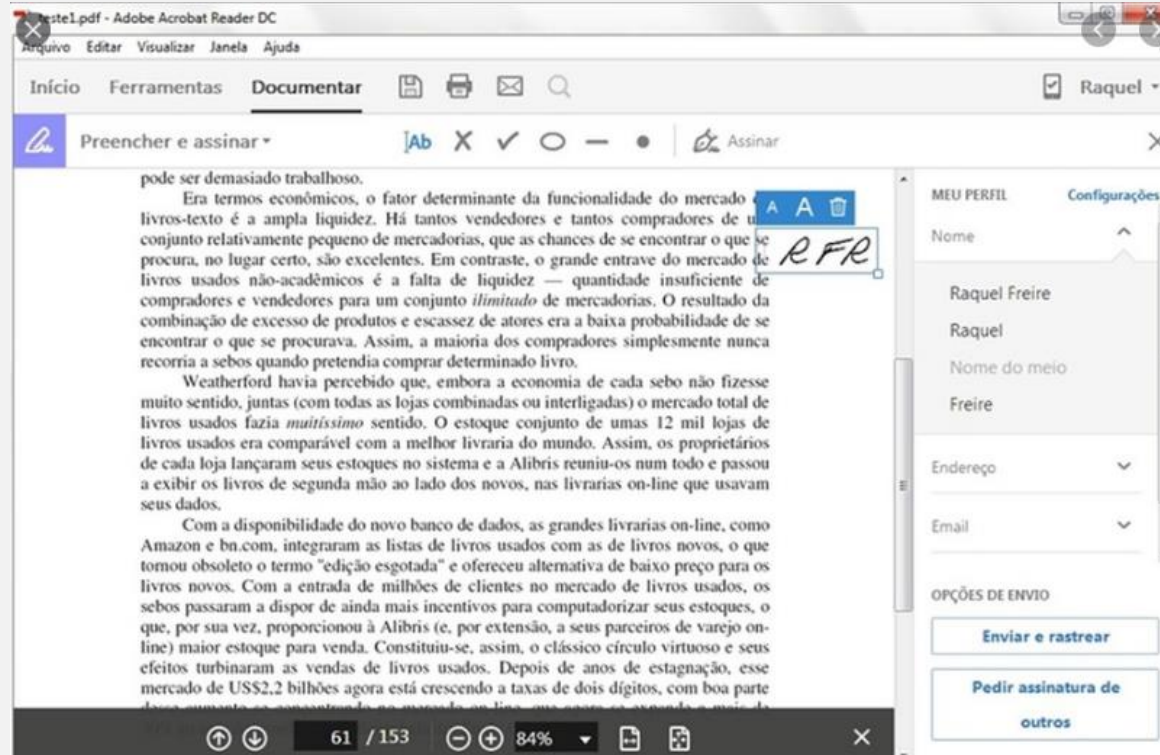 teste1.pdf - Adobe Acrobat Reader DC
Arquivo Editar Visualizar Janela Ajuda
Início Ferramentas Documentar Raquel
Preencher e assinar Ab Assinar
pode ser demasiado trabalhoso.
Era termos econômicos, o fator determinante da funcionalidade do mercado
livros-texto é a ampla liquidez. Há tantos vendedores e tantos compradores de
conjunto relativamente pequeno de mercadorias, que as chances de se encontrar o que se
procura, no lugar certo, são excelentes. Em contraste, o grande entrave do mercado de
livros usados não-acadêmicos é a falta de liquidez — quantidade insuficiente de
compradores e vendedores para um conjunto ilimitado de mercadorias. O resultado da
combinação de excesso de produtos e escassez de atores era a baixa probabilidade de se
encontrar o que se procurava. Assim, a maioria dos compradores simplesmente nunca
recorria a sebos quando pretendia comprar determinado livro.
Weatherford havia percebido que, embora a economia de cada sebo não fizesse
muito sentido, juntas (com todas as lojas combinadas ou interligadas) o mercado total de
livros usados fazia muitíssimo sentido. O estoque conjunto de umas 12 mil lojas de
livros usados era comparável com a melhor livraria do mundo. Assim, os proprietários
de cada loja lançaram seus estoques no sistema e a Alibris reuniu-os num todo e passou
a exibir os livros de segunda mão ao lado dos novos, nas livrarias on-line que usavam
seus dados.
Com a disponibilidade do novo banco de dados, as grandes livrarias on-line, como
Amazon e bn.com, integraram as listas de livros usados com as de livros novos, o que
tomou obsoleto o termo "edição esgotada" e ofereceu alternativa de baixo preço para os
livros novos. Com a entrada de milhões de clientes no mercado de livros usados, os
sebos passaram a dispor de ainda mais incentivos para computadorizar seus estoques, o
que, por sua vez, proporcionou à Alibris (e, por extensão, a seus parceiros de varejo on-
line) maior estoque para venda. Constituiu-se, assim, o clássico círculo virtuoso e seus
efeitos turbinaram as vendas de livros usados. Depois de anos de estagnação, esse
mercado de US$2,2 bilhões agora está crescendo a taxas de dois dígitos, com boa parte
A A
RFR
MEU PERFIL Configurações
Nome
Raquel Freire
Raquel
Nome do meio
Freire
Endereço
Email
OPÇÕES DE ENVIO
Enviar e rastrear
Pedir assinatura de
outros
61 / 153 84%